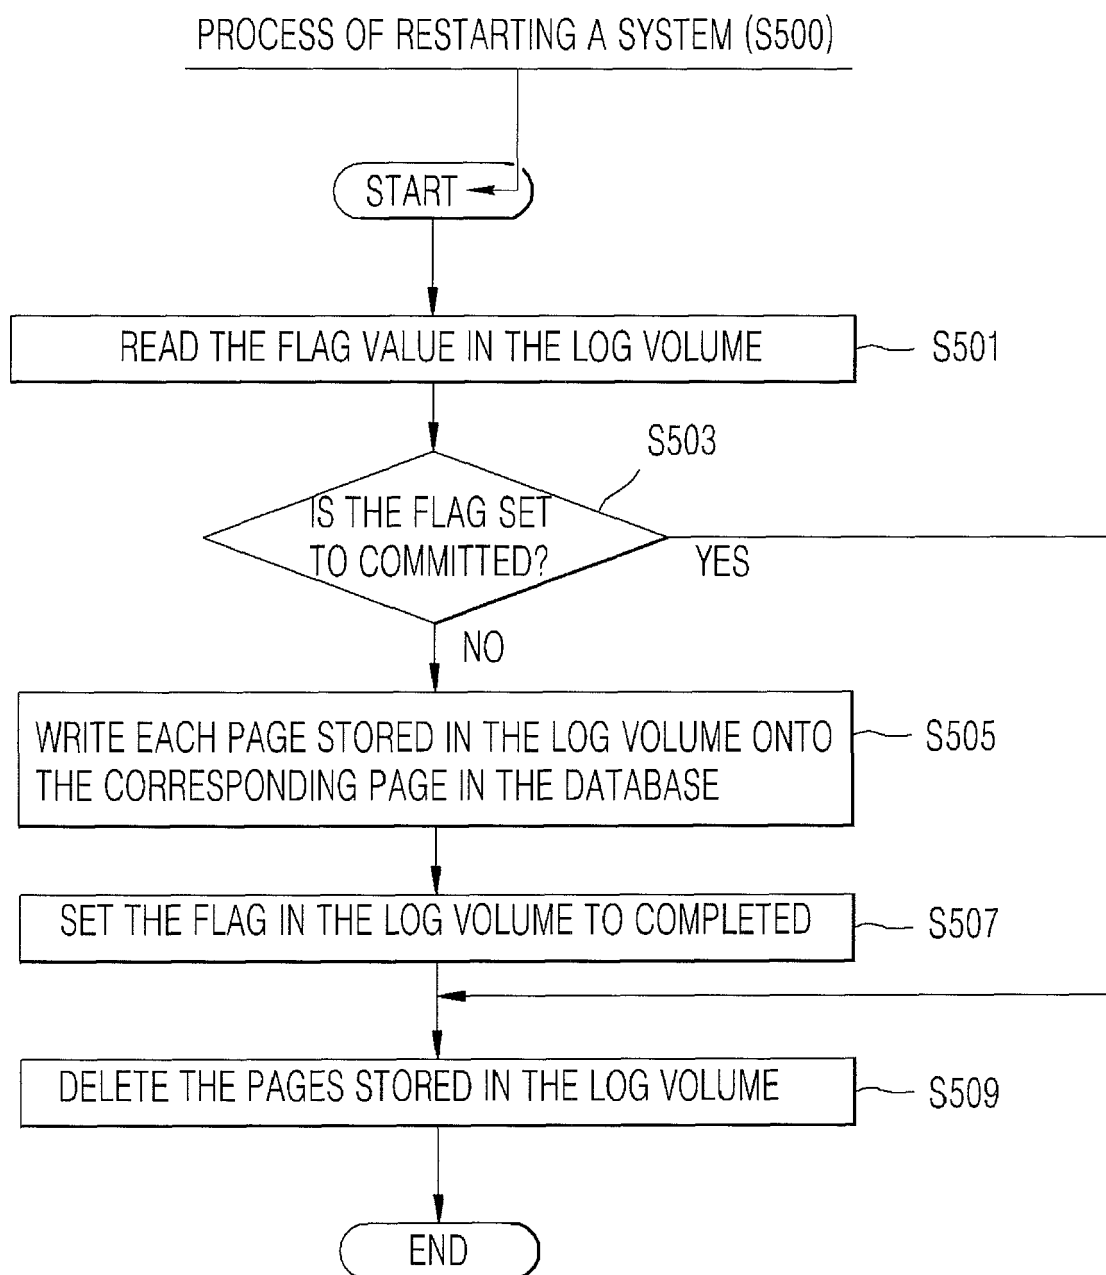 PROCESS OF RESTARTING A SYSTEM (S500)
START
READ THE FLAG VALUE IN THE LOG VOLUME
S501
S503
IS THE FLAG SET
TO COMMITTED?
YES
NO
WRITE EACH PAGE STORED IN THE LOG VOLUME ONTO
THE CORRESPONDING PAGE IN THE DATABASE
S505
SET THE FLAG IN THE LOG VOLUME TO COMPLETED
S507
DELETE THE PAGES STORED IN THE LOG VOLUME
S509
END